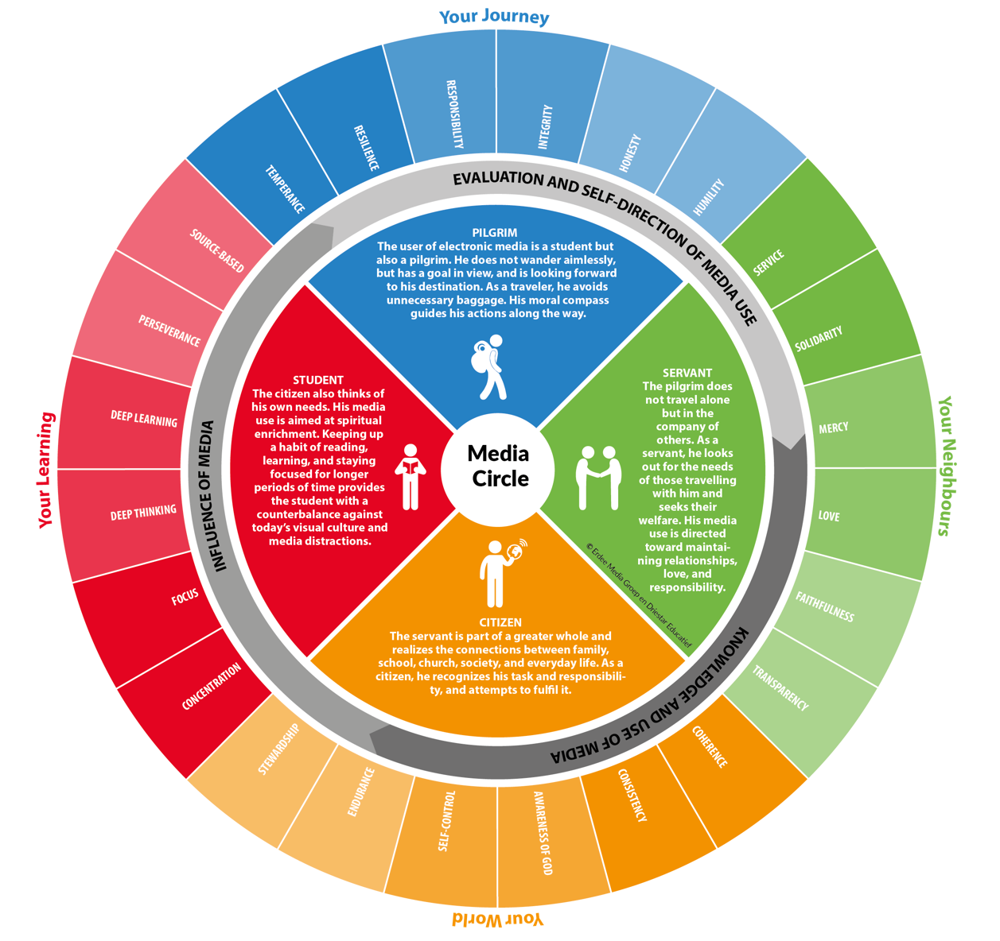 Your Journey
TEMPERANCE
RESILIENCE
RESPONSIBILITY
INTEGRITY
HONESTY
HUMILITY
Your Neighbours
SERVICE
SOLIDARITY
MERCY
LOVE
FAITHFULNESS
TRANSPARENCY
Your World
COHERENCE
CONSISTENCY
AWARENESS OF GOD
SELF-CONTROL
ENDURANCE
STEWARDSHIP
Your Learning
CONCENTRATION
FOCUS
DEEP THINKING
DEEP LEARNING
PERSEVERANCE
SOURCE-BASED
EVALUATION AND SELF-DIRECTION OF MEDIA USE
KNOWLEDGE AND USE OF MEDIA
INFLUENCE OF MEDIA
PILGRIM
The user of electronic media is a student but
also a pilgrim. He does not wander aimlessly,
but has a goal in view, and is looking forward
to his destination. As a traveler, he avoids
unnecessary baggage. His moral compass
guides his actions along the way.
SERVANT
The pilgrim does
not travel alone
but in the
company of
others. As a
servant, he looks
out for the needs
of those travelling
with him and
seeks their
welfare. His media
use is directed
toward maintai-
ning relationships,
love, and
responsibility.
CITIZEN
The servant is part of a greater whole and
realizes the connections between family,
school, church, society, and everyday life. As a
citizen, he recognizes his task and responsibili-
ty, and attempts to fulfil it.
STUDENT
The citizen also thinks of
his own needs. His media
use is aimed at spiritual
enrichment. Keeping up
a habit of reading,
learning, and staying
focused for longer
periods of time provides
the student with a
counterbalance against
today's visual culture and
media distractions.
Media
Circle
© Erdee Media Groep en Driestar Educatief